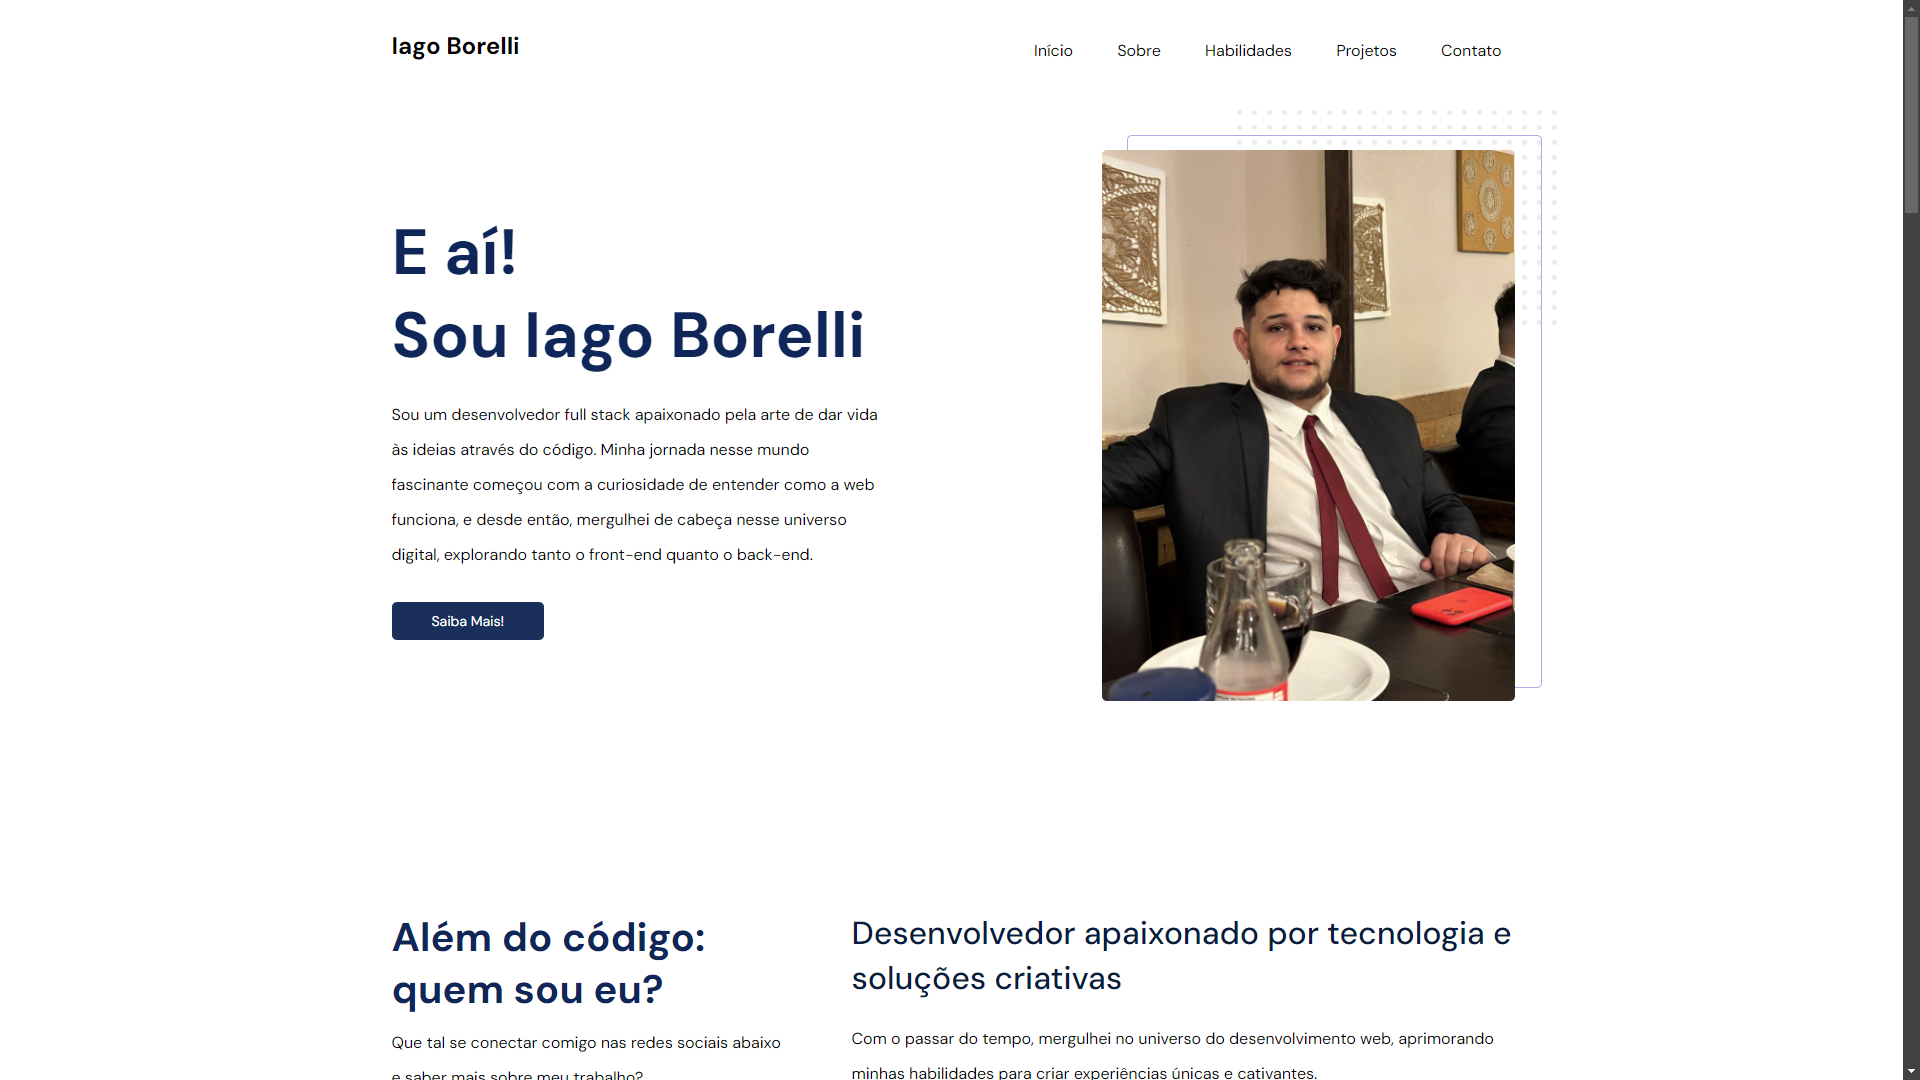 Iago Borelli
Início
Sobre
Habilidades
Projetos
Contato
E aí!
Sou Iago Borelli
Sou um desenvolvedor full stack apaixonado pela arte de dar vida
às ideias através do código. Minha jornada nesse mundo
fascinante começou com a curiosidade de entender como a web
funciona, e desde então, mergulhei de cabeça nesse universo
digital, explorando tanto o front-end quanto o back-end.
Saiba Mais!
Além do código:
quem sou eu?
Que tal se conectar comigo nas redes sociais abaixo
e saber mais sobre meu trabalho?
Desenvolvedor apaixonado por tecnologia e
soluções criativas
Com o passar do tempo, mergulhei no universo do desenvolvimento web, aprimorando
minhas habilidades para criar experiências únicas e cativantes.